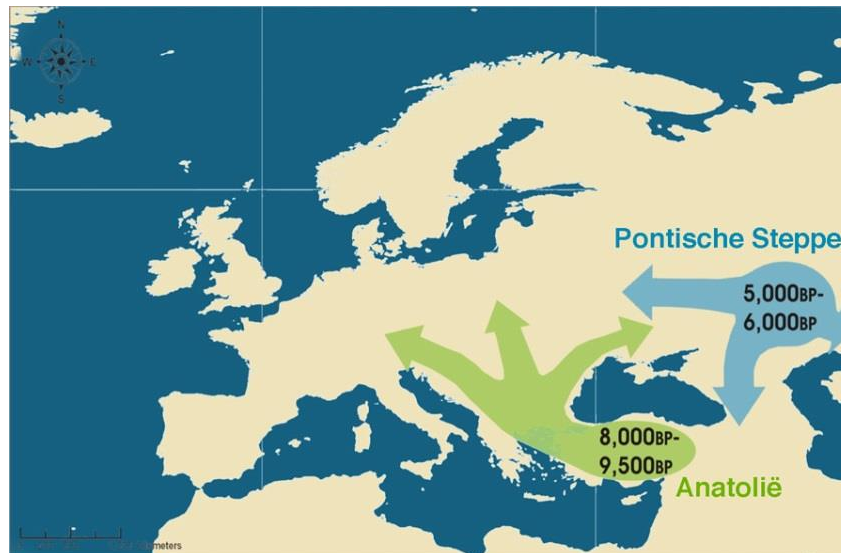 N
W E
S
Pontische Steppe
5,000BP-
6,000BP
8,000BP-
9,500BP
Anatolië